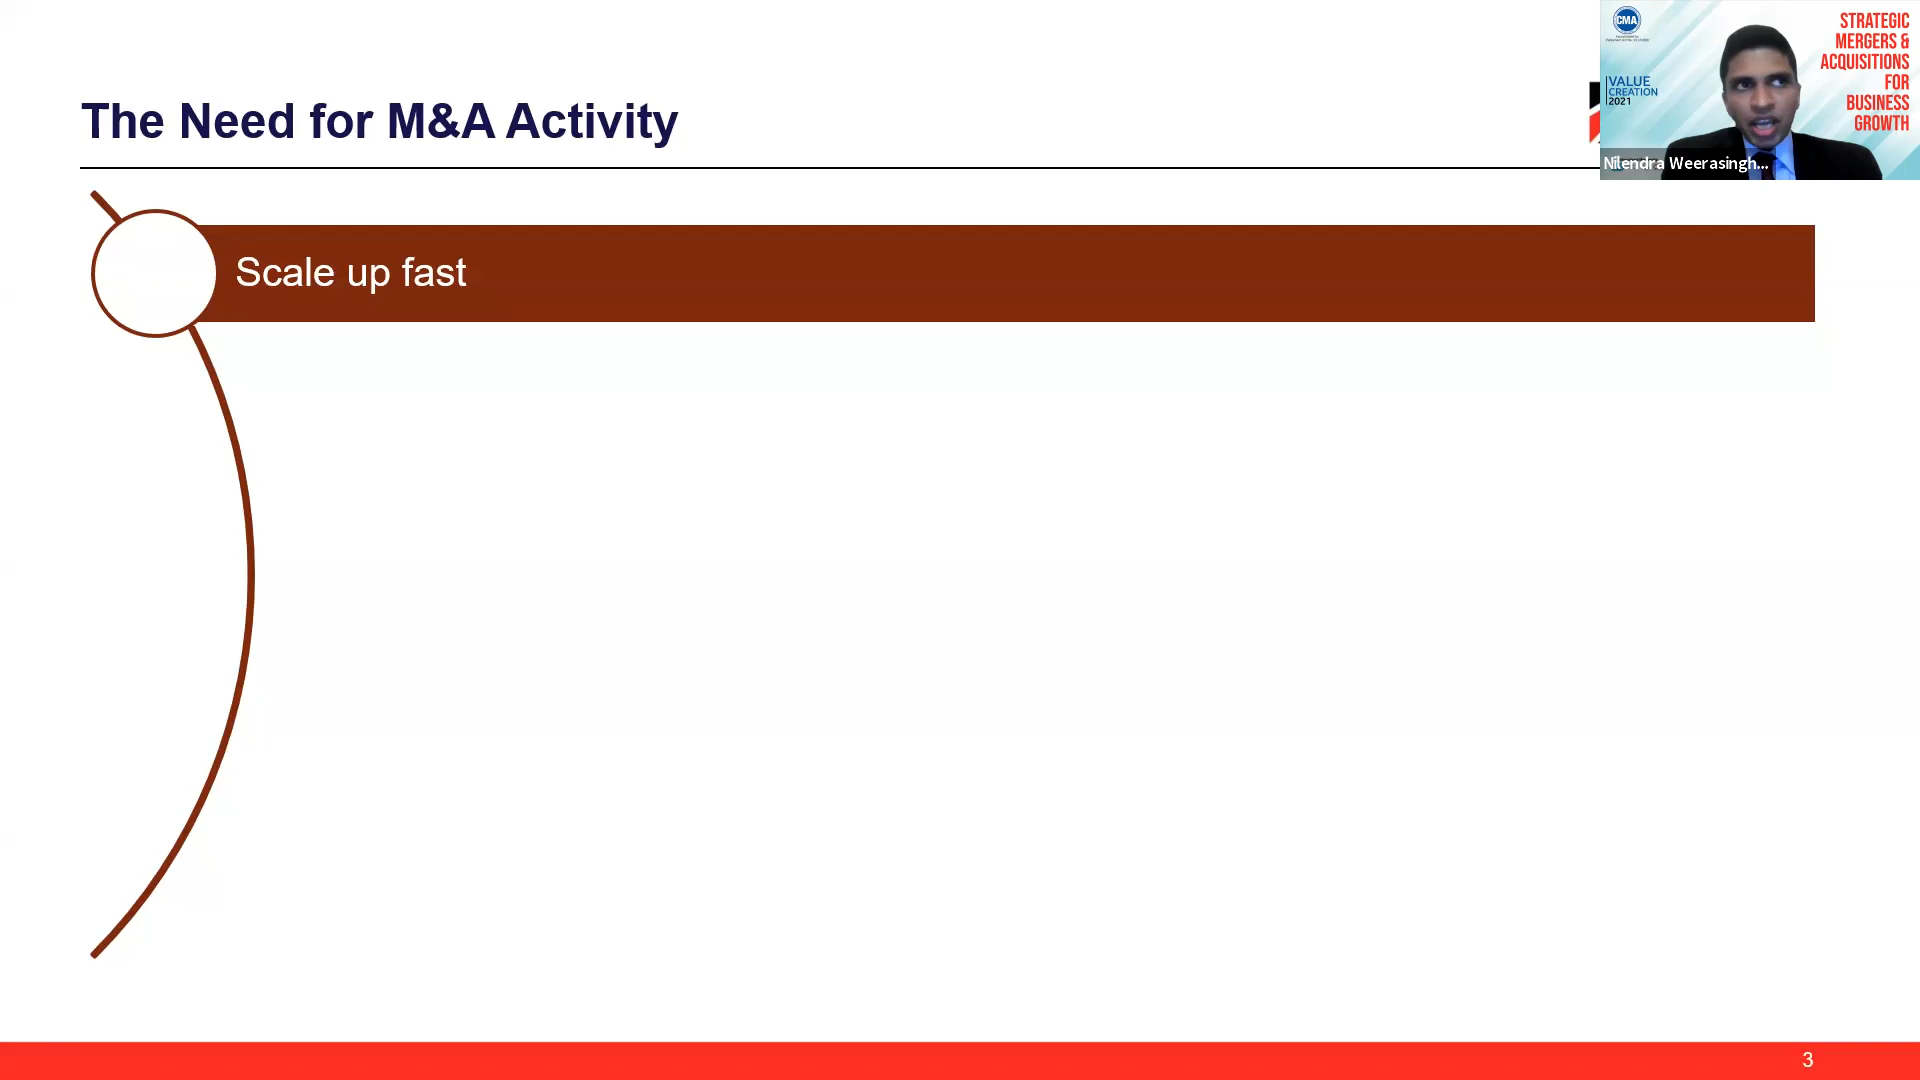 The Need for M&A Activity
Scale up fast
CMA
VALUE
CREATION
2021
STRATEGIC
MERGERS &
ACQUISITIONS
FOR
BUSINESS
GROWTH
Nilendra Weerasingh...
3